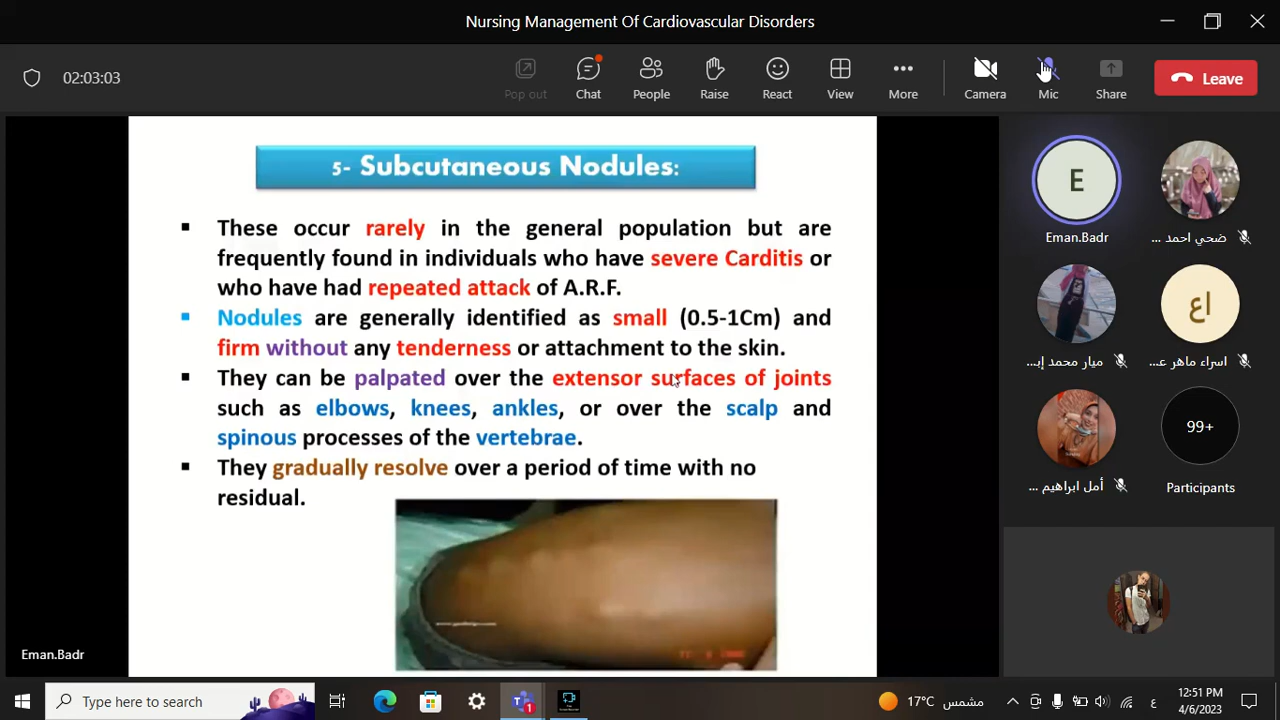 Nursing Management Of Cardiovascular Disorders
02:03:03
Pop out
Chat
People
Raise
React
View
More
Camera
Mic
Share
Leave
5- Subcutaneous Nodules:
These occur rarely in the general population but are
frequently found in individuals who have severe Carditis or
who have had repeated attack of A.R.F.
Nodules are generally identified as small (0.5-1Cm) and
firm without any tenderness or attachment to the skin.
They can be palpated over the extensor surfaces of joints
such as elbows, knees, ankles, or over the scalp and
spinous processes of the vertebrae.
They gradually resolve over a period of time with no
residual.
Eman.Badr
E
Eman.Badr
ضحي احمد ...
ميار محمد إب...
اع
اسراء ماهر ع...
أمل ابراهيم ...
99+
Participants
Type here to search
1
17°C مشمس
ع
12:51 PM
4/6/2023